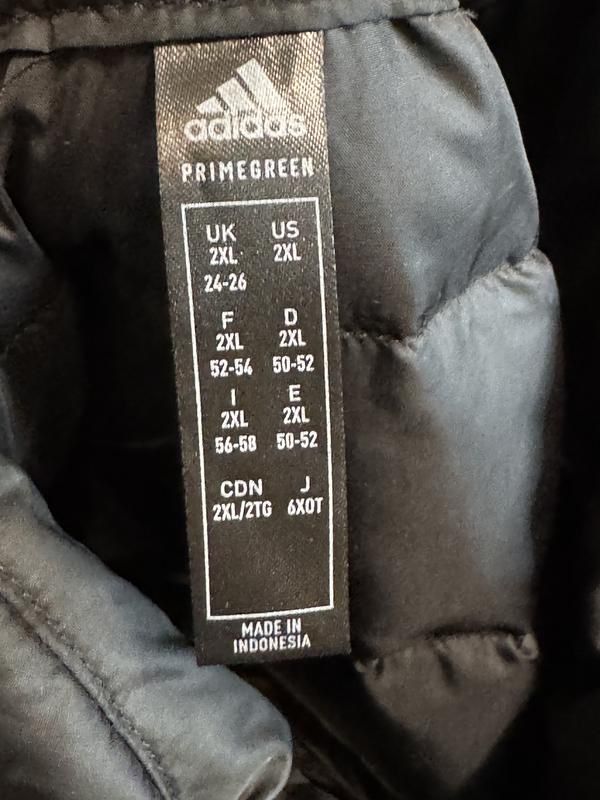 adidas
PRIMEGREEN
UK US
2XL 2XL
24-26
F D
2XL 2XL
52-54 50-52
I E
2XL 2XL
56-58 50-52
CDN J
2XL/2TG 6XOT
MADE IN
INDONESIA